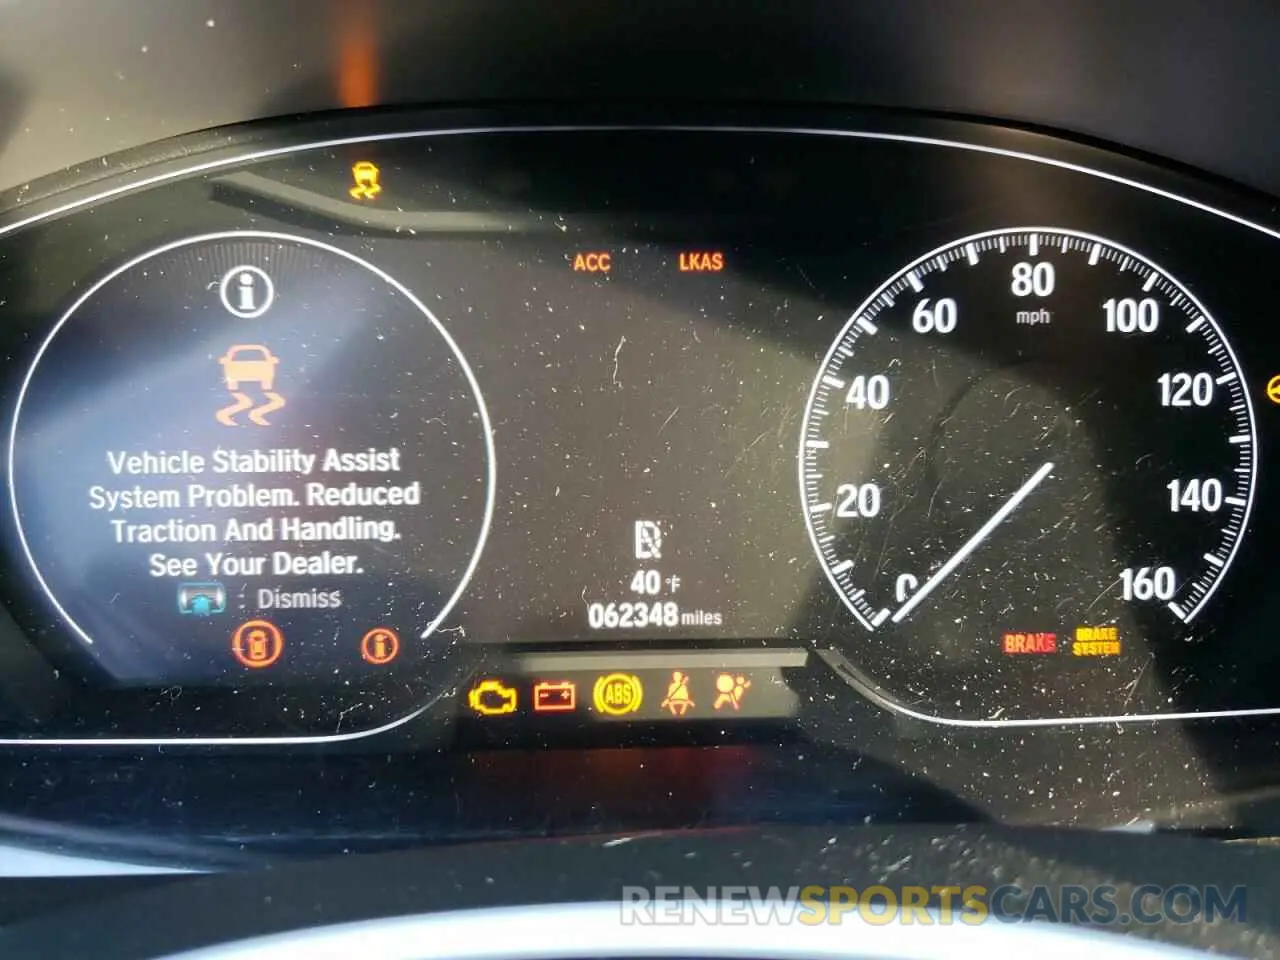 ACC LKAS
Vehicle Stability Assist
System Problem. Reduced
Traction And Handling.
See Your Dealer.
: Dismiss
40 °F
062348 miles
ABS
0
20
40
60
80
100
120
140
160
mph
BRAKE
BRAKE
SYSTEM
RENEWSPORTSCARS.COM